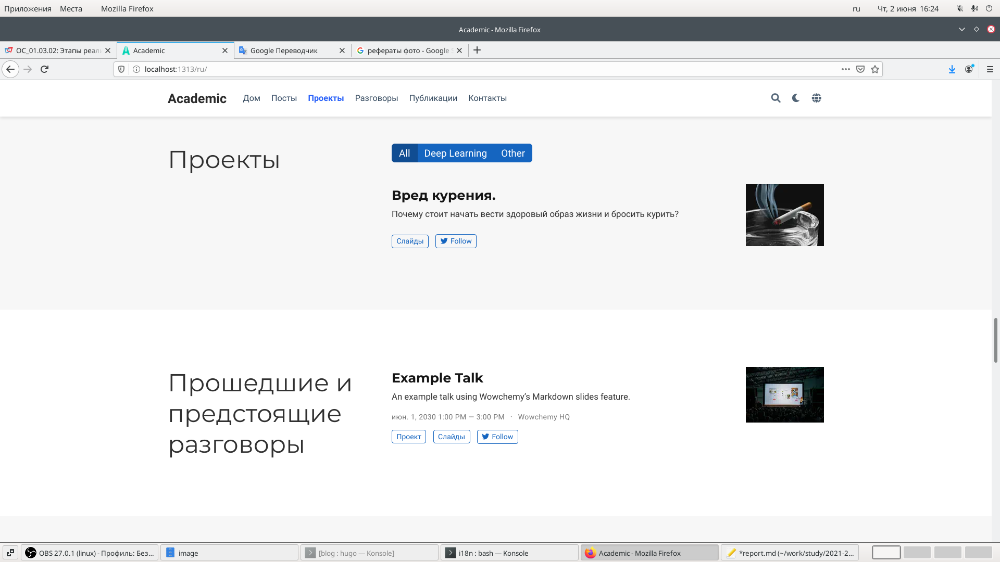 Приложения Места Mozilla Firefox ru Чт, 2 июня 16:24
Academic - Mozilla Firefox
ОС_01.03.02: Этапы реал Academic Google Переводчик рефераты фото - Google S
localhost:1313/ru/
Academic Дом Посты Проекты Разговоры Публикации Контакты
Проекты
All Deep Learning Other
Вред курения.
Почему стоит начать вести здоровый образ жизни и бросить курить?
Слайды Follow
Прошедшие и
предстоящие
разговоры
Example Talk
An example talk using Wowchemy’s Markdown slides feature.
июн. 1, 2030 1:00 PM — 3:00 PM · Wowchemy HQ
Проект Слайды Follow
OBS 27.0.1 (linux) - Профиль: Без... image [blog : hugo — Konsole] i18n : bash — Konsole Academic - Mozilla Firefox *report.md (~/work/study/2021-2...